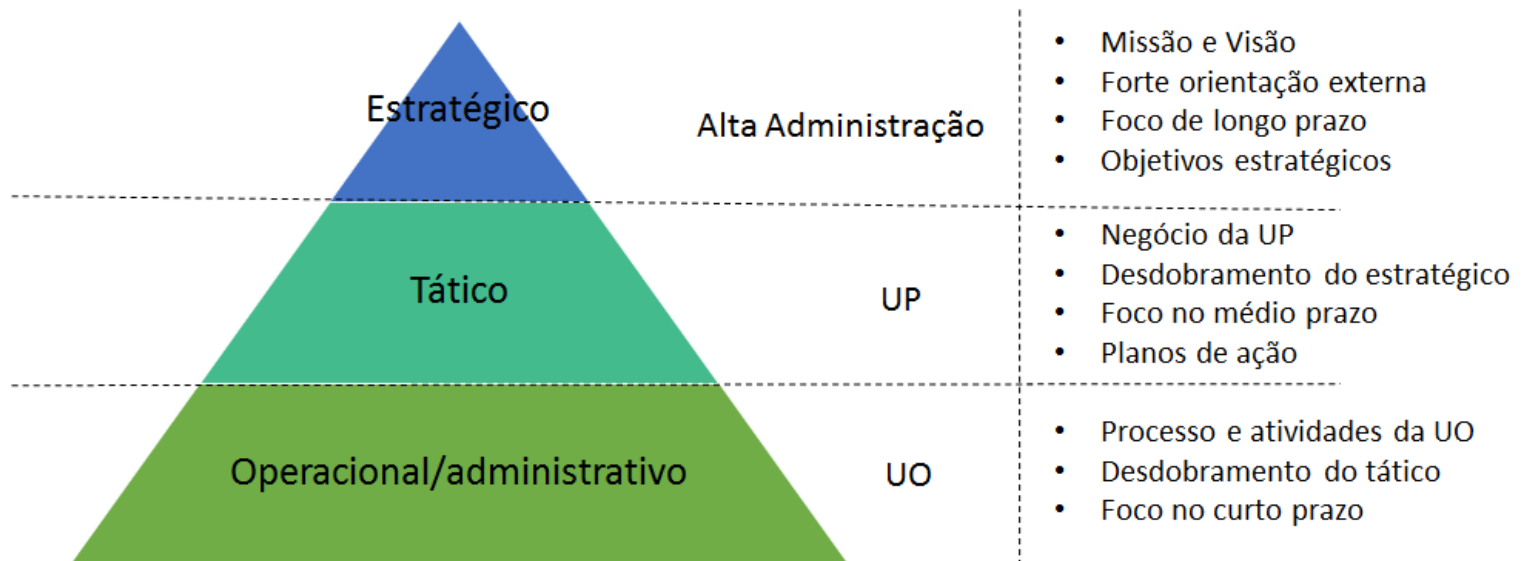 Estratégico
Alta Administração
• Missão e Visão
• Forte orientação externa
• Foco de longo prazo
• Objetivos estratégicos
Tático
UP
• Negócio da UP
• Desdobramento do estratégico
• Foco no médio prazo
• Planos de ação
Operacional/administrativo
UO
• Processo e atividades da UO
• Desdobramento do tático
• Foco no curto prazo